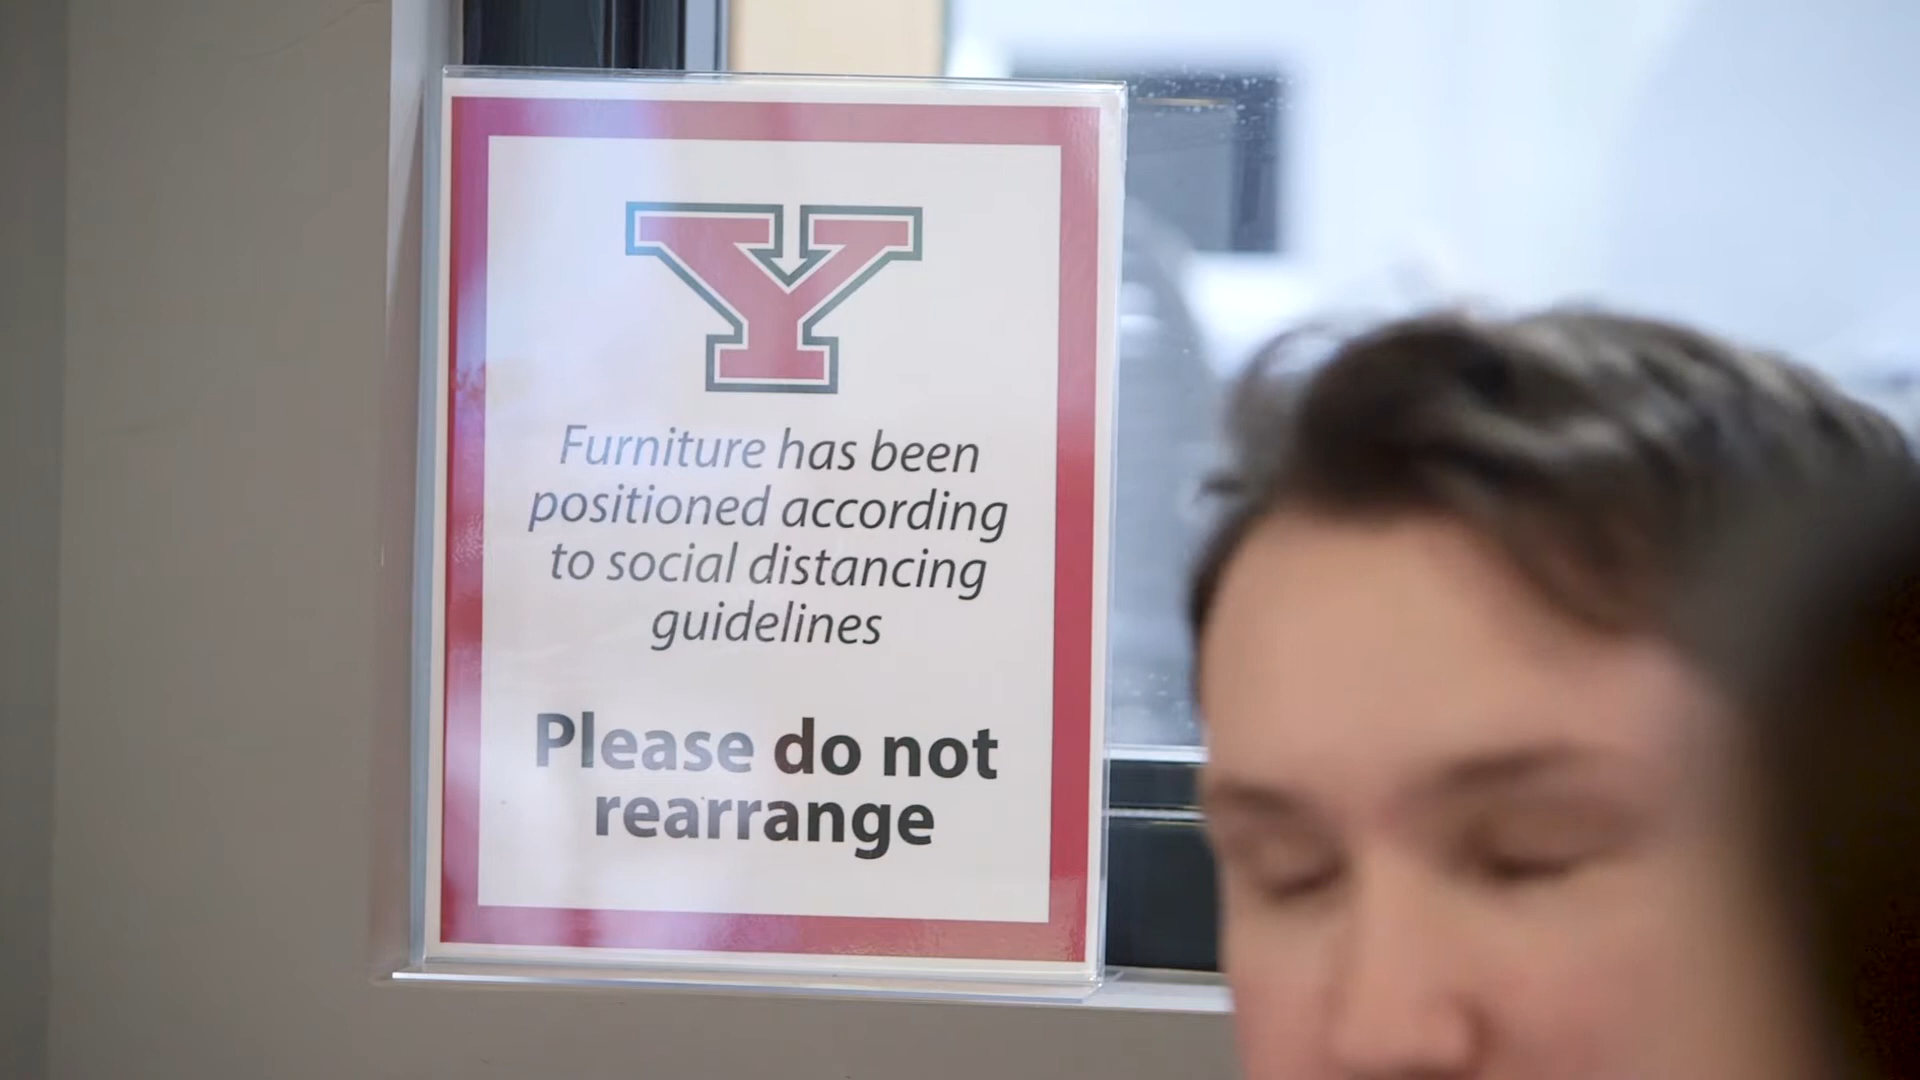 Y
Furniture has been
positioned according
to social distancing
guidelines
Please do not
rearrange